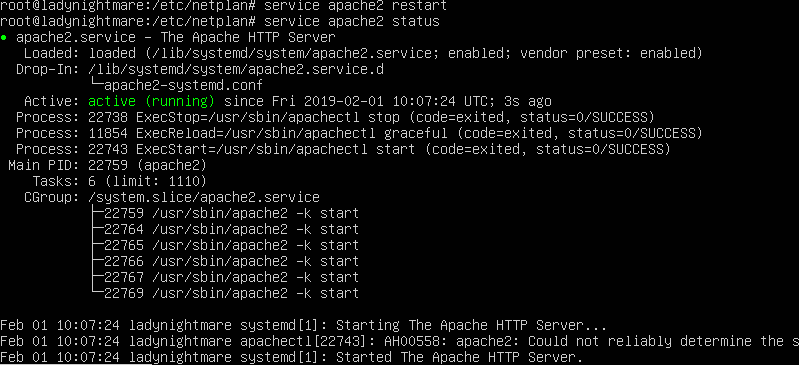 root@ladynightmare:/etc/netplan# service apache2 restart
root@ladynightmare:/etc/netplan# service apache2 status
● apache2.service - The Apache HTTP Server
   Loaded: loaded (/lib/systemd/system/apache2.service; enabled; vendor preset: enabled)
  Drop-In: /lib/systemd/system/apache2.service.d
           └─apache2-systemd.conf
   Active: active (running) since Fri 2019-02-01 10:07:24 UTC; 3s ago
  Process: 22738 ExecStop=/usr/sbin/apachectl stop (code=exited, status=0/SUCCESS)
  Process: 11854 ExecReload=/usr/sbin/apachectl graceful (code=exited, status=0/SUCCESS)
  Process: 22743 ExecStart=/usr/sbin/apachectl start (code=exited, status=0/SUCCESS)
 Main PID: 22759 (apache2)
    Tasks: 6 (limit: 1110)
   CGroup: /system.slice/apache2.service
           ├─22759 /usr/sbin/apache2 -k start
           ├─22764 /usr/sbin/apache2 -k start
           ├─22765 /usr/sbin/apache2 -k start
           ├─22766 /usr/sbin/apache2 -k start
           ├─22767 /usr/sbin/apache2 -k start
           └─22769 /usr/sbin/apache2 -k start

Feb 01 10:07:24 ladynightmare systemd[1]: Starting The Apache HTTP Server...
Feb 01 10:07:24 ladynightmare apachectl[22743]: AH00558: apache2: Could not reliably determine the s
Feb 01 10:07:24 ladynightmare systemd[1]: Started The Apache HTTP Server.